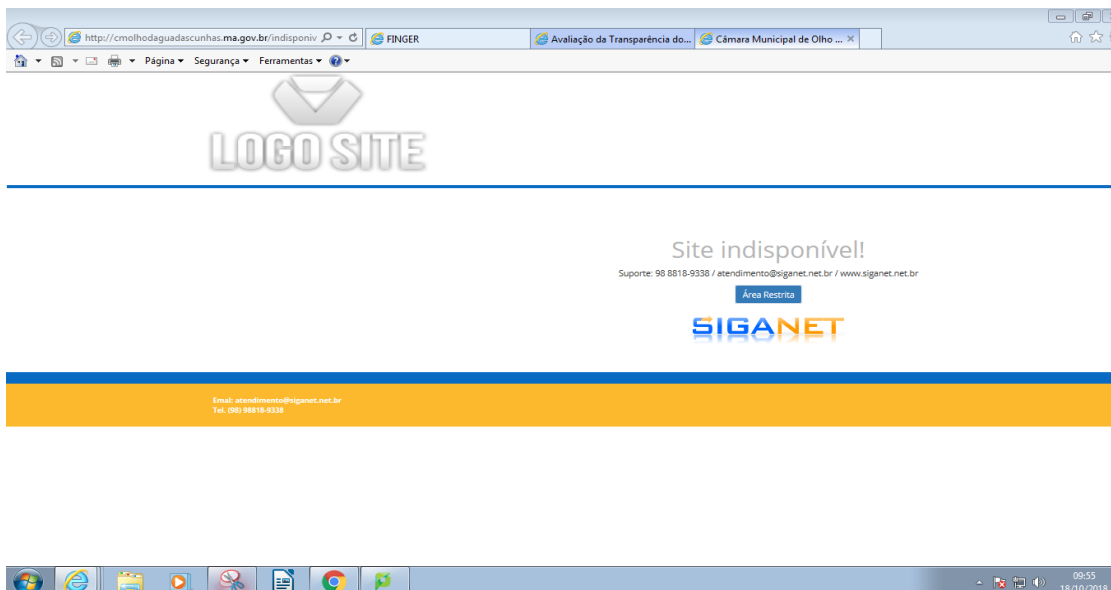 http://cmolhodaguadascunhas.ma.gov.br/indisponiv
FINGER
Avaliação da Transparência do...
Câmara Municipal de Olho ...
Página
Segurança
Ferramentas
LOGO SITE
Site indisponível!
Suporte: 98 8818-9338 / atendimento@siganet.net.br / www.siganet.net.br
Área Restrita
SIGANET
Emal: atendimento@siganet.net.br
Tel. (98) 98818-9338
09:55
18/10/2018